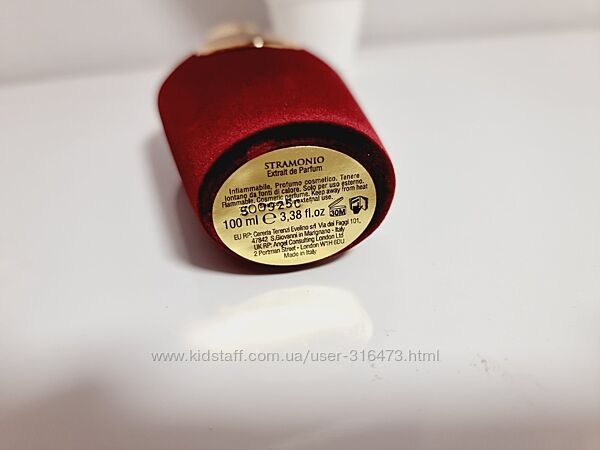 STRAMONIO
Extrait de Parfum
Infiammabile, Profumo cosmetico. Tenere
lontano da fonti di calore. Solo per uso esterno.
Flammable, Cosmetic perfume. Keep away from heat
external use.
100 ml ℮ 3,38 fl.oz 30M
EU RP: Cereria Terenzi Evelino srl Via dei Faggi 101,
47842 S.Giovanni in Marignano - Italy
UK RP: Angel Consulting London Ltd
2 Portman Street - London W1H 6DU
Made in Italy
www.kidstaff.com.ua/user-316473.html